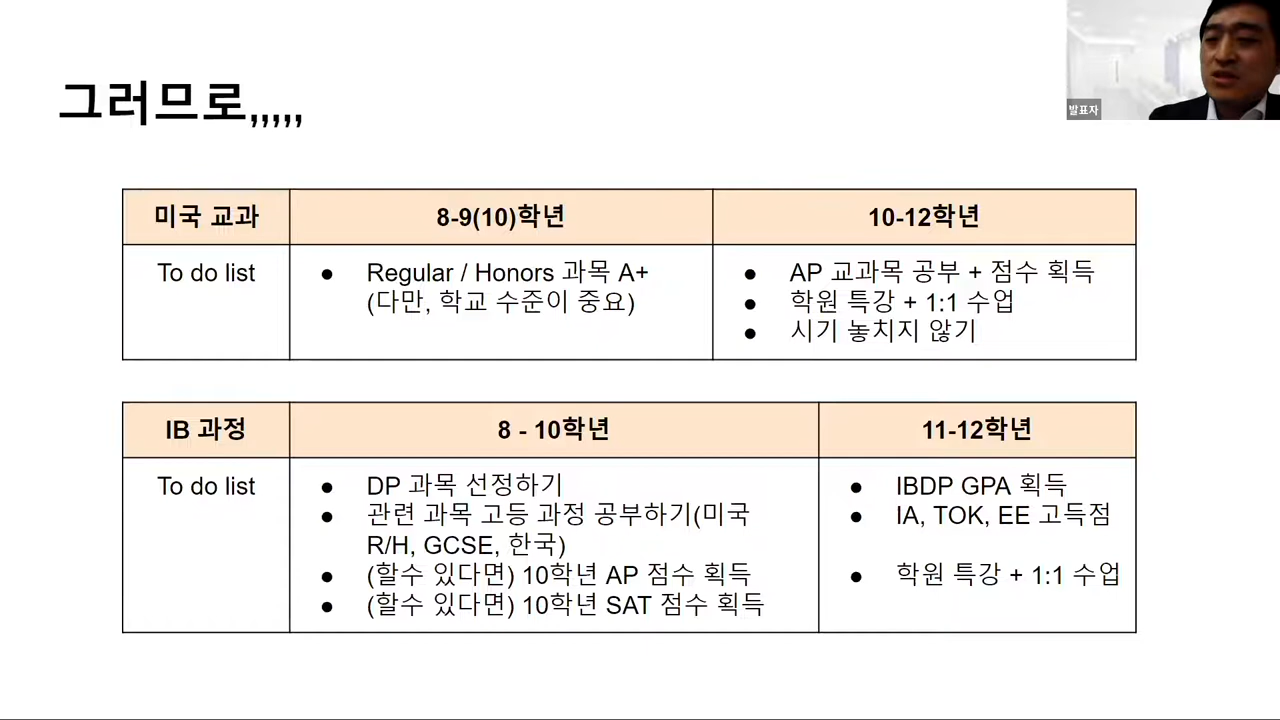 그러므로,,,,,
발표자
미국 교과
8-9(10)학년
10-12학년
To do list
● Regular / Honors 과목 A+
(다만, 학교 수준이 중요)
● AP 교과목 공부 + 점수 획득
● 학원 특강 + 1:1 수업
● 시기 놓치지 않기
IB 과정
8 - 10학년
11-12학년
To do list
● DP 과목 선정하기
● 관련 과목 고등 과정 공부하기(미국
R/H, GCSE, 한국)
● (할수 있다면) 10학년 AP 점수 획득
● (할수 있다면) 10학년 SAT 점수 획득
● IBDP GPA 획득
● IA, TOK, EE 고득점
● 학원 특강 + 1:1 수업